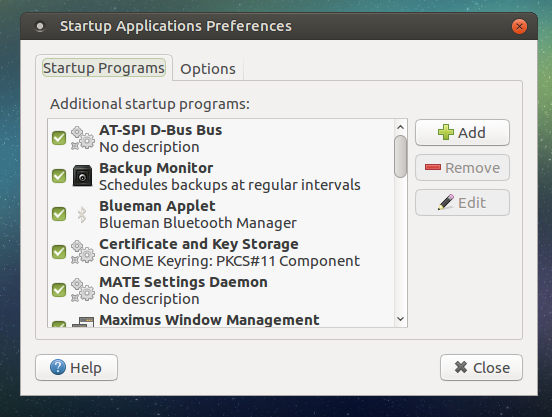 Startup Applications Preferences
Startup Programs
Options
Additional startup programs:
AT-SPI D-Bus Bus
No description
Backup Monitor
Schedules backups at regular intervals
Blueman Applet
Blueman Bluetooth Manager
Certificate and Key Storage
GNOME Keyring: PKCS#11 Component
MATE Settings Daemon
No description
Maximus Window Management
Add
Remove
Edit
Help
Close